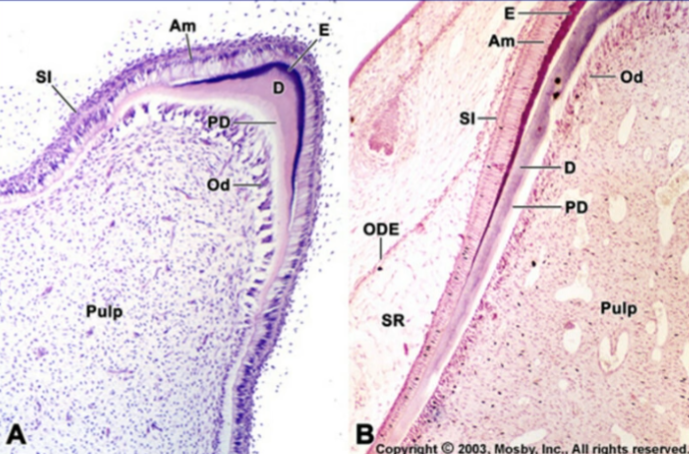 Am
E
SI
D
PD
Od
Pulp
A
E
Am
Od
SI
D
PD
ODE
SR
Pulp
B
Copyright © 2003, Mosby, Inc., All rights reserved.